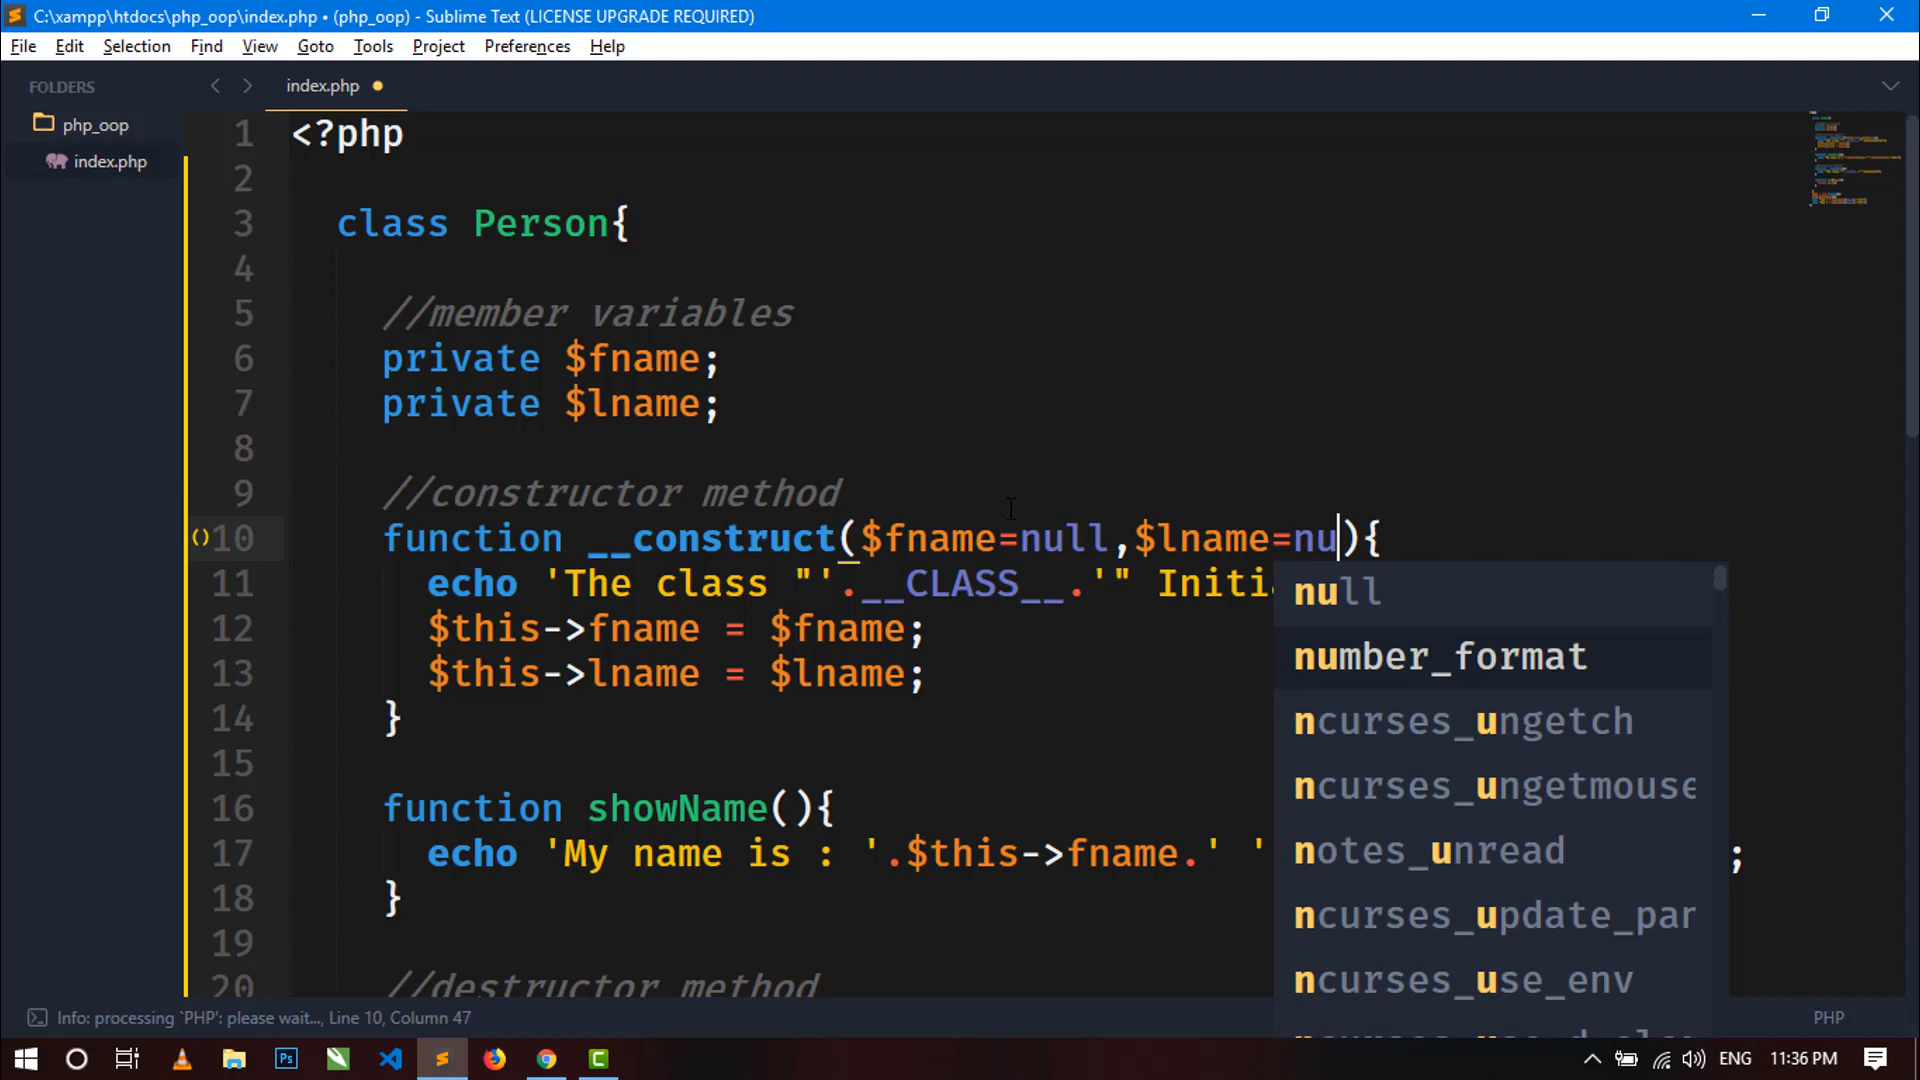 C:\xampp\htdocs\php_oop\index.php • (php_oop) - Sublime Text (LICENSE UPGRADE REQUIRED)
File Edit Selection Find View Goto Tools Project Preferences Help
FOLDERS
php_oop
index.php
index.php
1 <?php
2
3 class Person{
4
5 //member variables
6 private $fname;
7 private $lname;
8
9 //constructor method
10 function __construct($fname=null,$lname=nu){
11 echo 'The class "'.__CLASS__.'" Initi
12 $this->fname = $fname;
13 $this->lname = $lname;
14 }
15
16 function showName(){
17 echo 'My name is : '.$this->fname.' ' ;
18 }
19
20 //destructor method
null
number_format
ncurses_ungetch
ncurses_ungetmouse
notes_unread
ncurses_update_pan
ncurses_use_env
Info: processing `PHP': please wait..., Line 10, Column 47
PHP
Ps
ENG
11:36 PM